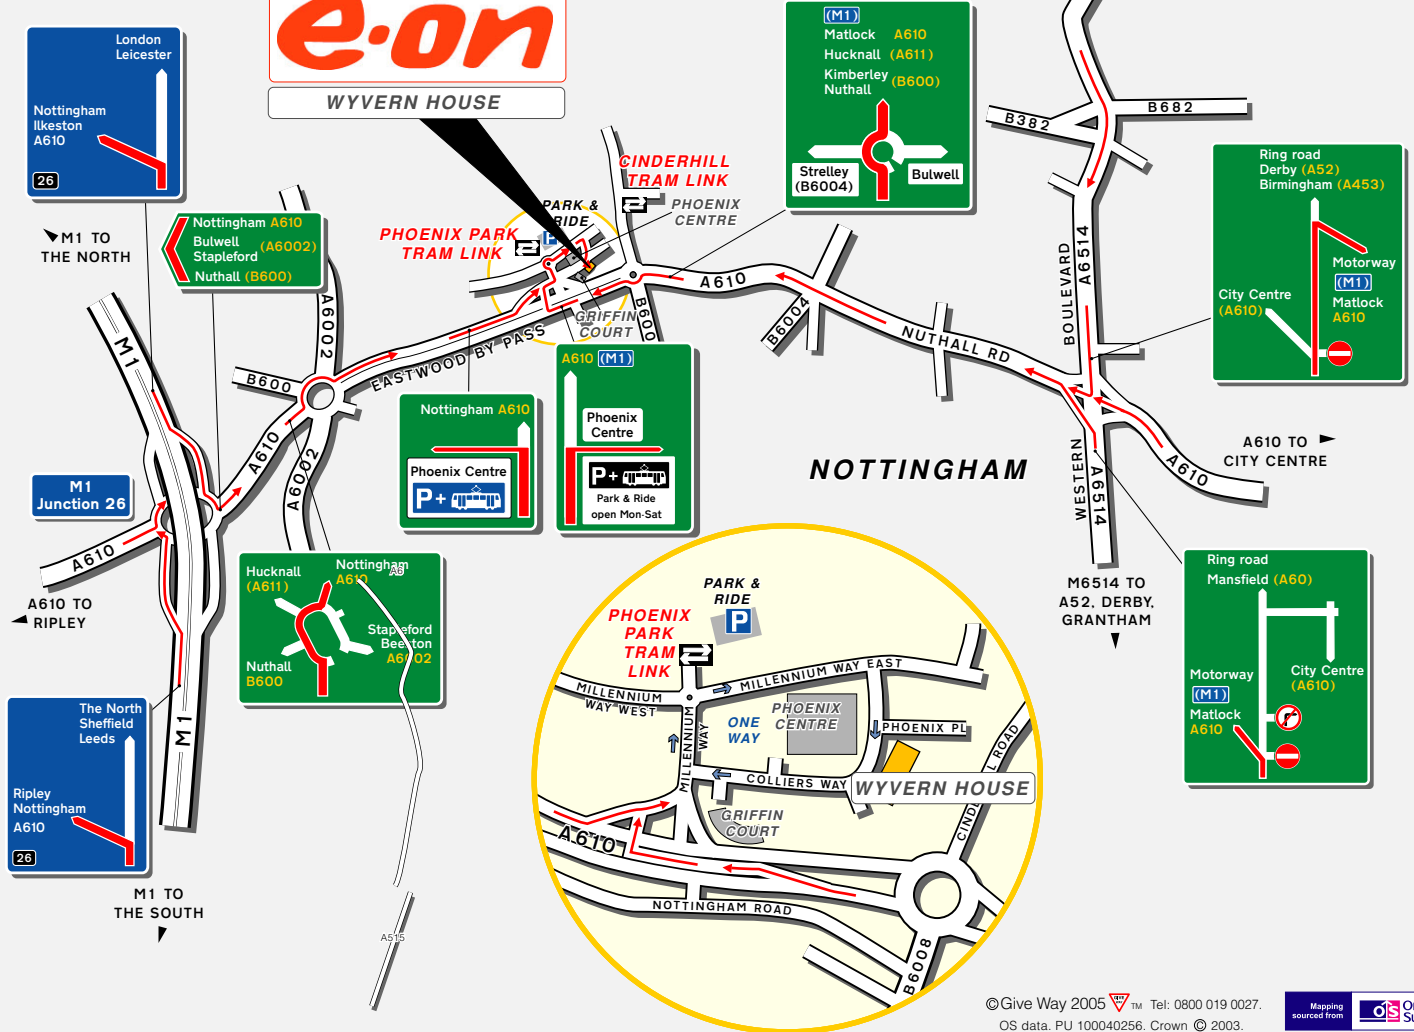 e·on
WYVERN HOUSE
London
Leicester
Nottingham
Ilkeston
A610
26
M1 TO
THE NORTH
Nottingham A610
Bulwell
Stapleford
(A6002)
Nuthall (B600)
PHOENIX PARK
TRAM LINK
PARK &
RIDE
P
CINDERHILL
TRAM LINK
PHOENIX
CENTRE
GRIFFIN
COURT
(M1)
Matlock A610
Hucknall (A611)
Kimberley
Nuthall
(B600)
Strelley
(B6004)
Bulwell
B682
B382
Ring road
Derby (A52)
Birmingham (A453)
Motorway
(M1)
Matlock
A610
City Centre
(A610)
BOULEVARD
A6514
A610
B6004
NUTHALL RD
B600
A6002
B600
EASTWOOD BY PASS
M1
A610
A6002
M1
Junction 26
A610
A610 TO
RIPLEY
Nottingham A610
Phoenix Centre
P+
A610 (M1)
Phoenix
Centre
P+
Park & Ride
open Mon-Sat
NOTTINGHAM
WESTERN
A6514
A610
A610 TO
CITY CENTRE
M6514 TO
A52, DERBY,
GRANTHAM
Hucknall
(A611)
Nottingham
A610
A6
Stapleford
Beeston
A6002
Nuthall
B600
M1
The North
Sheffield
Leeds
Ripley
Nottingham
A610
26
M1 TO
THE SOUTH
A515
Ring road
Mansfield (A60)
Motorway
(M1)
Matlock
A610
City Centre
(A610)
PARK &
RIDE
P
PHOENIX
PARK
TRAM
LINK
MILLENNIUM
WAY WEST
MILLENNIUM WAY EAST
MILLENNIUM
WAY
ONE
WAY
PHOENIX
CENTRE
PHOENIX PL
COLLIERS WAY
WYVERN HOUSE
GRIFFIN
COURT
A610
NOTTINGHAM ROAD
B6008
©Give Way 2005 ™ Tel: 0800 019 0027.
OS data. PU 100040256. Crown © 2003.
Mapping
sourced from